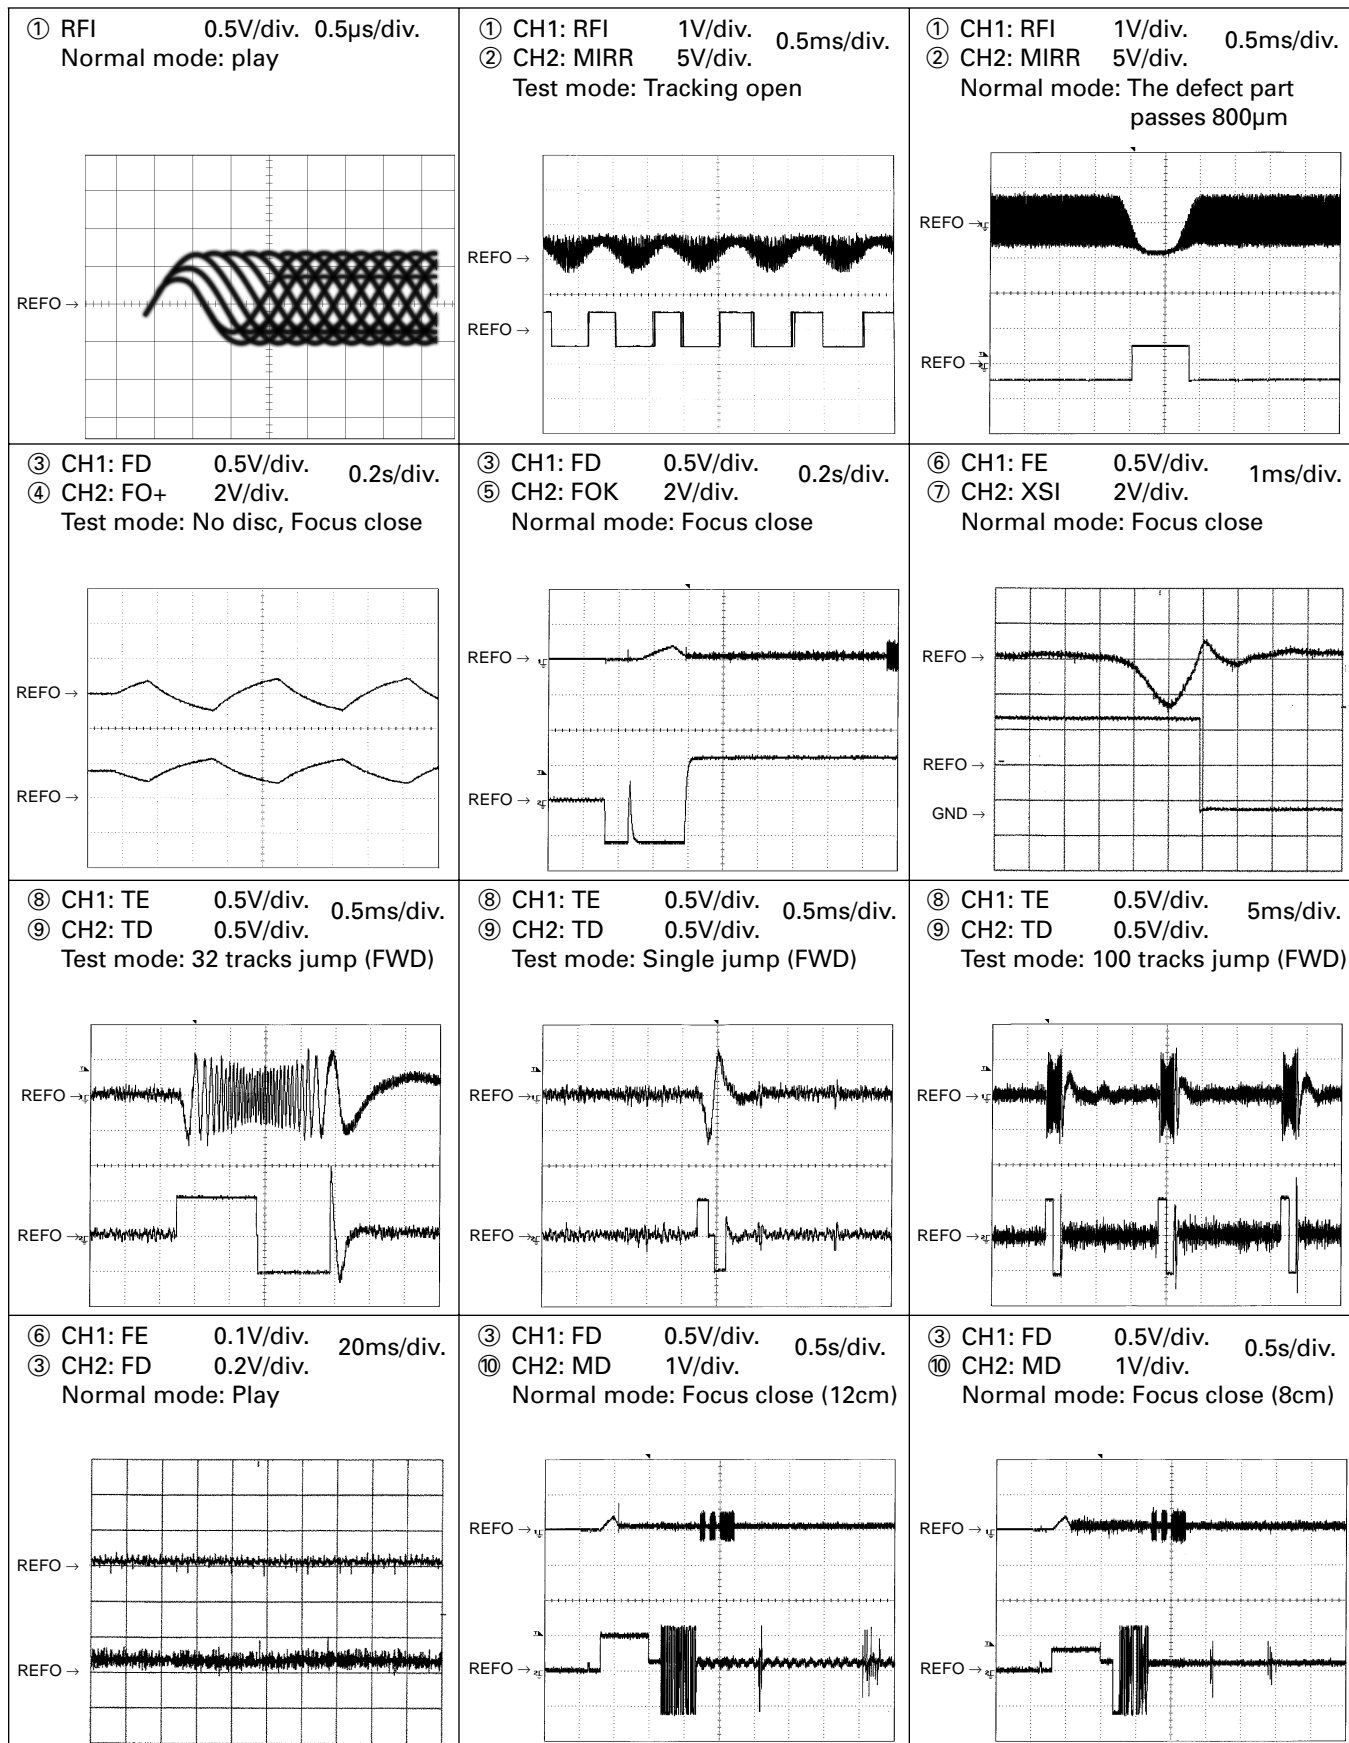 ① RFI 0.5V/div. 0.5µs/div.
Normal mode: play
REFO →
① CH1: RFI 1V/div. 0.5ms/div.
② CH2: MIRR 5V/div.
Test mode: Tracking open
REFO →
REFO →
① CH1: RFI 1V/div. 0.5ms/div.
② CH2: MIRR 5V/div.
Normal mode: The defect part
passes 800µm
REFO →
REFO →
③ CH1: FD 0.5V/div. 0.2s/div.
④ CH2: FO+ 2V/div.
Test mode: No disc, Focus close
REFO →
REFO →
③ CH1: FD 0.5V/div. 0.2s/div.
⑤ CH2: FOK 2V/div.
Normal mode: Focus close
REFO →
REFO →
⑥ CH1: FE 0.5V/div. 1ms/div.
⑦ CH2: XSI 2V/div.
Normal mode: Focus close
REFO →
REFO →
GND →
⑧ CH1: TE 0.5V/div. 0.5ms/div.
⑨ CH2: TD 0.5V/div.
Test mode: 32 tracks jump (FWD)
REFO →
REFO →
⑧ CH1: TE 0.5V/div. 0.5ms/div.
⑨ CH2: TD 0.5V/div.
Test mode: Single jump (FWD)
REFO →
REFO →
⑧ CH1: TE 0.5V/div. 5ms/div.
⑨ CH2: TD 0.5V/div.
Test mode: 100 tracks jump (FWD)
REFO →
REFO →
⑥ CH1: FE 0.1V/div. 20ms/div.
③ CH2: FD 0.2V/div.
Normal mode: Play
REFO →
REFO →
③ CH1: FD 0.5V/div. 0.5s/div.
⑩ CH2: MD 1V/div.
Normal mode: Focus close (12cm)
REFO →
REFO →
③ CH1: FD 0.5V/div. 0.5s/div.
⑩ CH2: MD 1V/div.
Normal mode: Focus close (8cm)
REFO →
REFO →